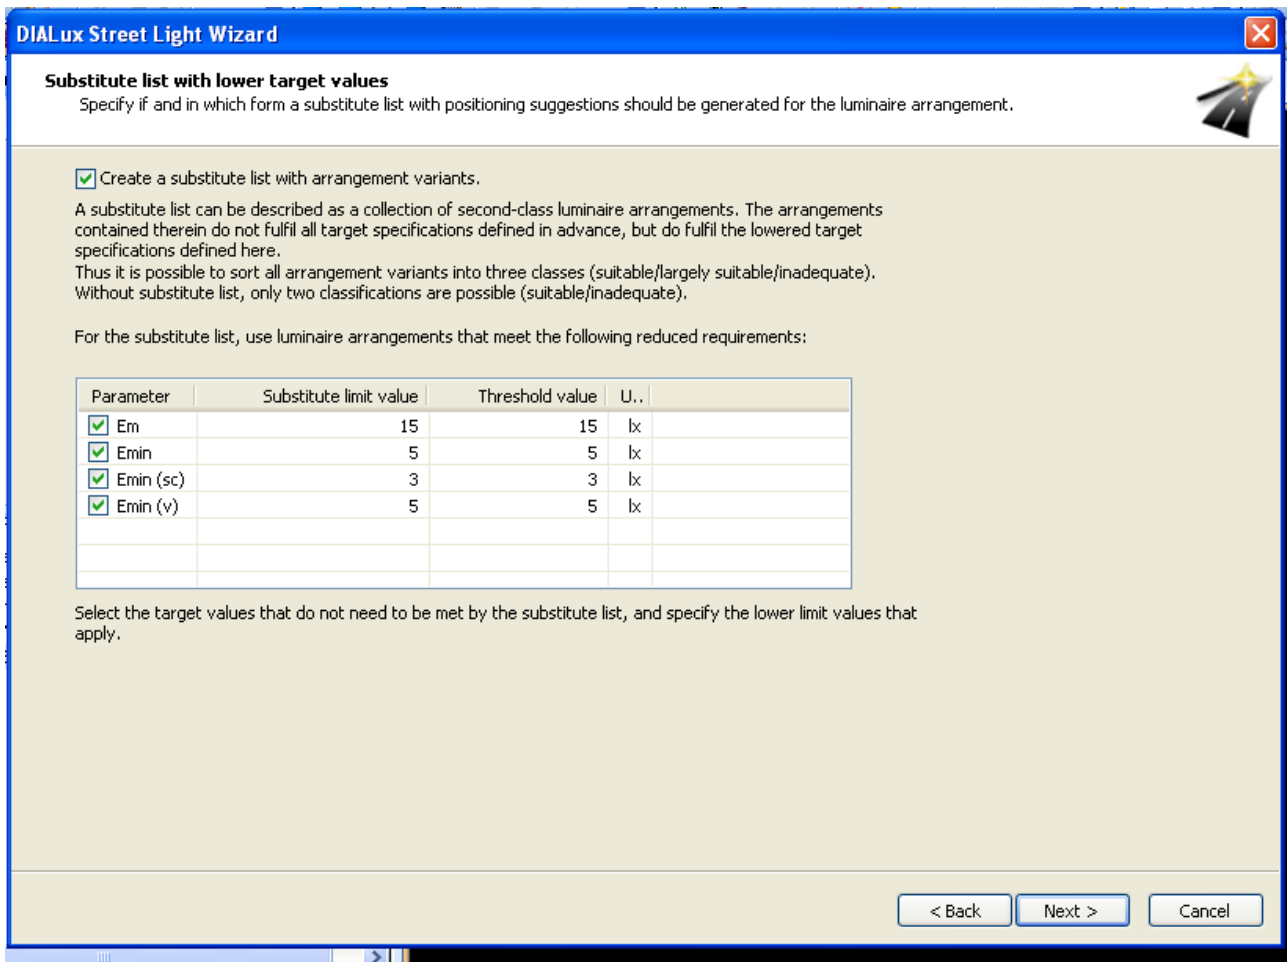 DIALux Street Light Wizard
Substitute list with lower target values
Specify if and in which form a substitute list with positioning suggestions should be generated for the luminaire arrangement.
Create a substitute list with arrangement variants.
A substitute list can be described as a collection of second-class luminaire arrangements. The arrangements
contained therein do not fulfil all target specifications defined in advance, but do fulfil the lowered target
specifications defined here.
Thus it is possible to sort all arrangement variants into three classes (suitable/largely suitable/inadequate).
Without substitute list, only two classifications are possible (suitable/inadequate).
For the substitute list, use luminaire arrangements that meet the following reduced requirements:
Parameter Substitute limit value Threshold value U..
Em 15 15 lx
Emin 5 5 lx
Emin (sc) 3 3 lx
Emin (v) 5 5 lx
Select the target values that do not need to be met by the substitute list, and specify the lower limit values that
apply.
< Back Next > Cancel